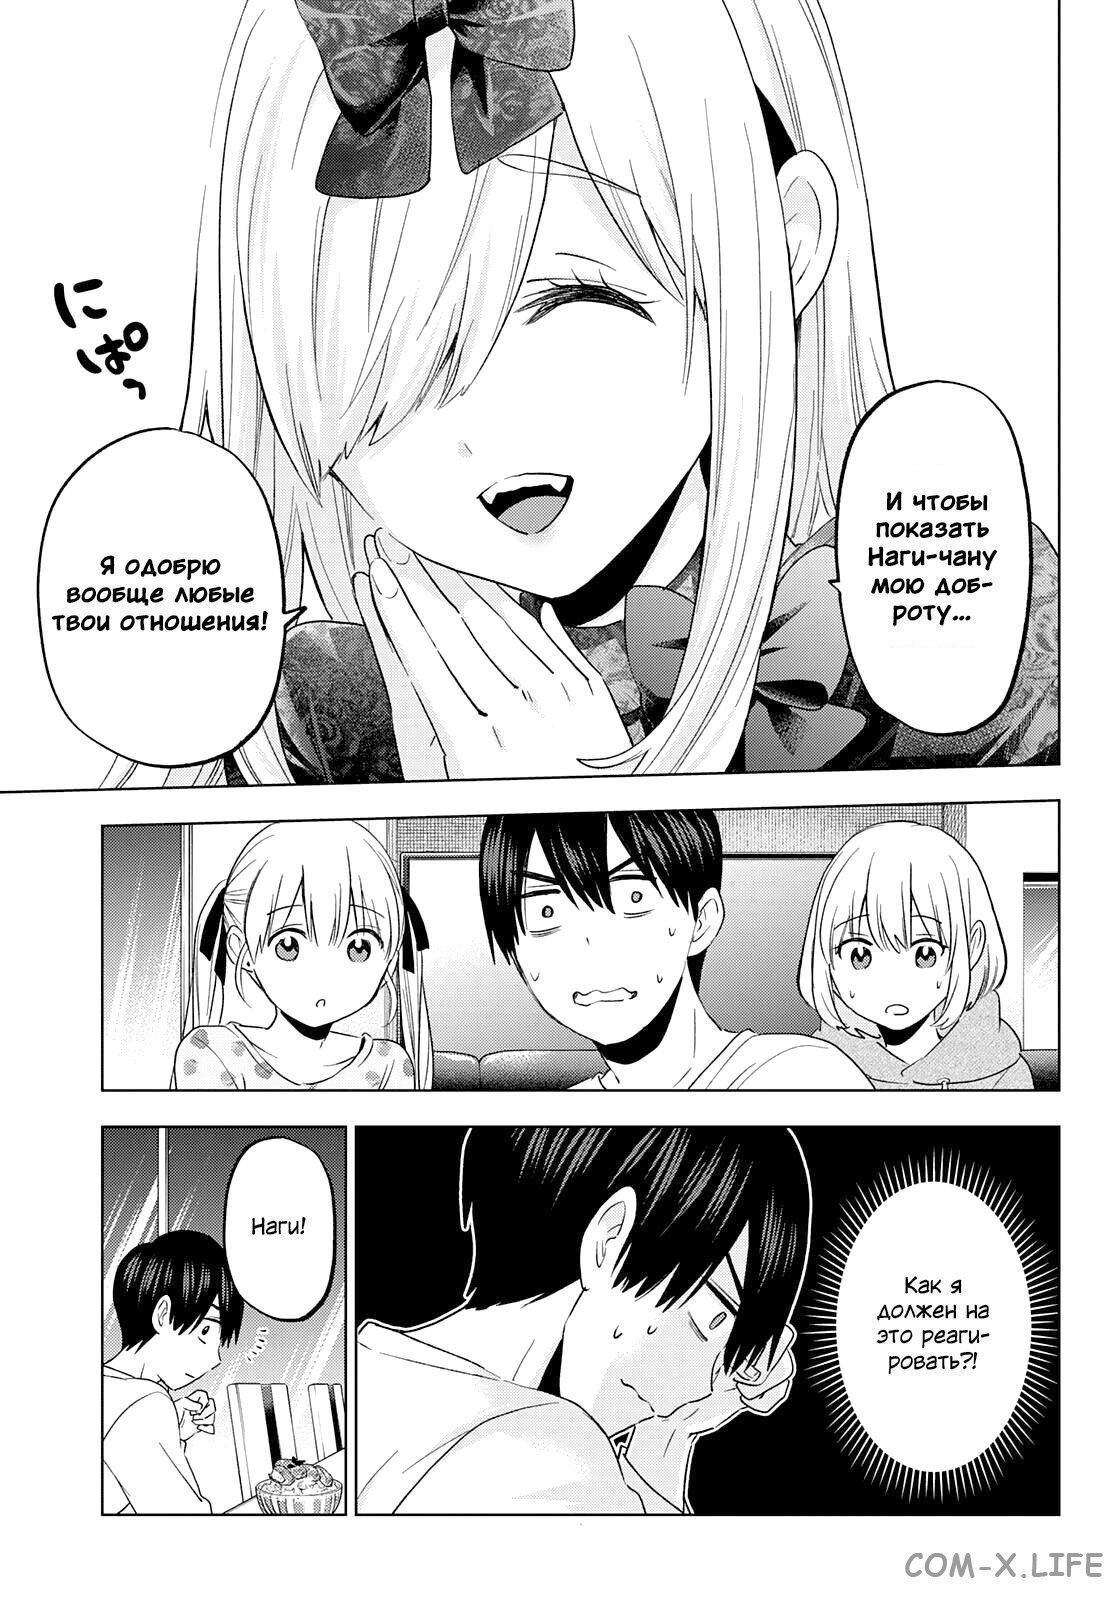 にぱっ
И чтобы
показать
Наги-чану
мою доб-
роту...
Я одобрю
вообще любые
твои отношения!
Как я
должен на
это реаги-
ровать?!
Наги!
COM-X.LIFE